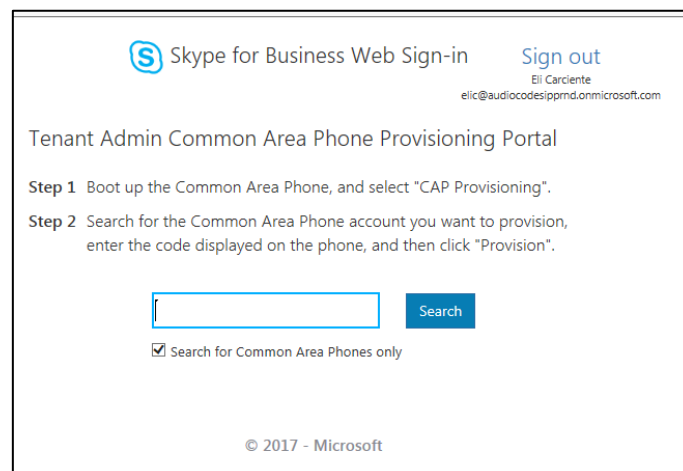 Skype for Business Web Sign-in
Sign out
Eli Carciente
elic@audiocodesipprnd.onmicrosoft.com
Tenant Admin Common Area Phone Provisioning Portal
Step 1 Boot up the Common Area Phone, and select "CAP Provisioning".
Step 2 Search for the Common Area Phone account you want to provision,
enter the code displayed on the phone, and then click "Provision".
Search
Search for Common Area Phones only
© 2017 - Microsoft